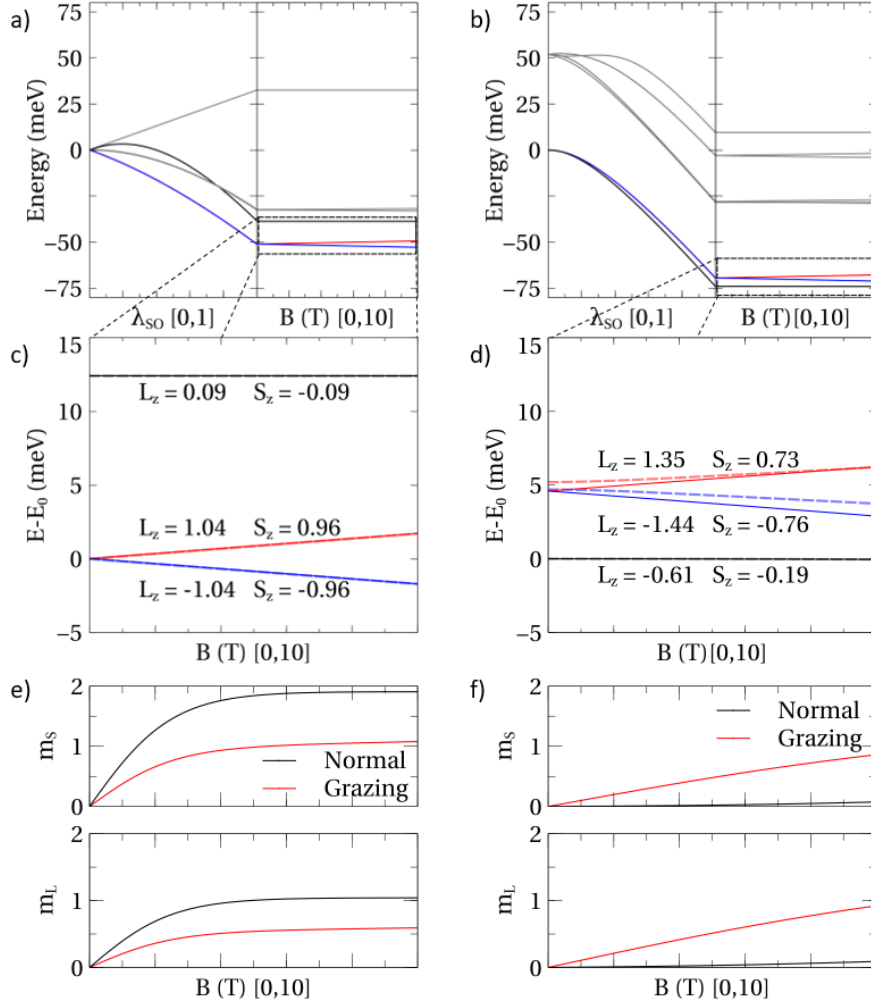 a)
75
50
25
0
−25
−50
−75
Energy (meV)
λSO [0,1]
B (T) [0,10]
b)
75
50
25
0
−25
−50
−75
Energy (meV)
λSO [0,1]
B (T)[0,10]
c)
15
10
5
0
−5
E-E0 (meV)
Lz = 0.09 Sz = -0.09
Lz = 1.04 Sz = 0.96
Lz = -1.04 Sz = -0.96
B (T) [0,10]
d)
15
10
5
0
−5
E-E0 (meV)
Lz = 1.35 Sz = 0.73
Lz = -1.44 Sz = -0.76
Lz = -0.61 Sz = -0.19
B (T)[0,10]
e)
2
1
0
mS
Normal
Grazing
2
1
0
mL
B (T) [0,10]
f)
2
1
0
mS
Normal
Grazing
2
1
0
mL
B (T) [0,10]